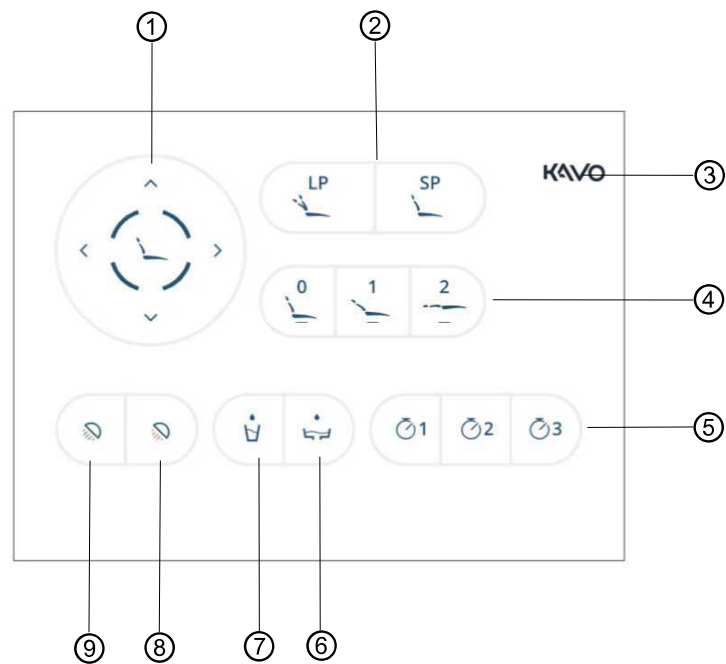 ① ②
LP SP KAVO ③
0 1 2 ④
1 2 3 ⑤
⑨ ⑧ ⑦ ⑥